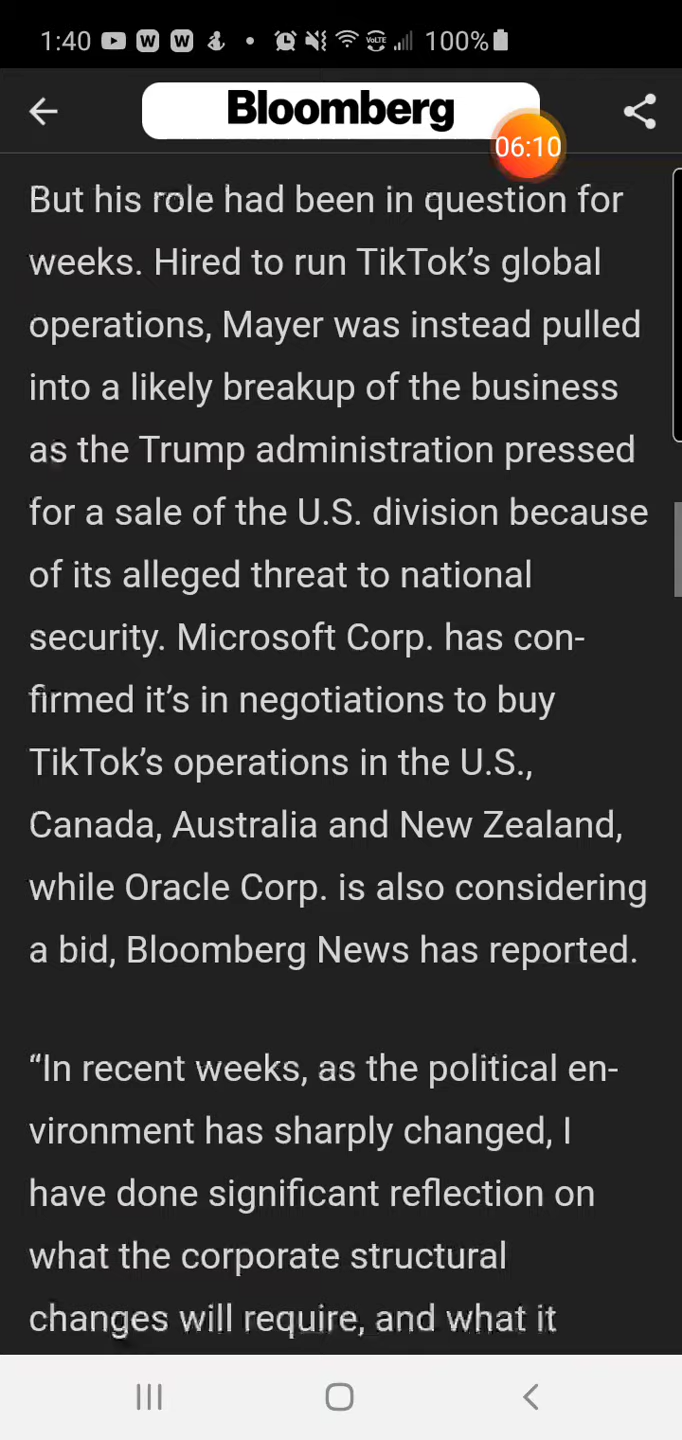 1:40 W W VoLTE 100%
Bloomberg
06:10
But his role had been in question for
weeks. Hired to run TikTok’s global
operations, Mayer was instead pulled
into a likely breakup of the business
as the Trump administration pressed
for a sale of the U.S. division because
of its alleged threat to national
security. Microsoft Corp. has con-
firmed it’s in negotiations to buy
TikTok’s operations in the U.S.,
Canada, Australia and New Zealand,
while Oracle Corp. is also considering
a bid, Bloomberg News has reported.
“In recent weeks, as the political en-
vironment has sharply changed, I
have done significant reflection on
what the corporate structural
changes will require, and what it